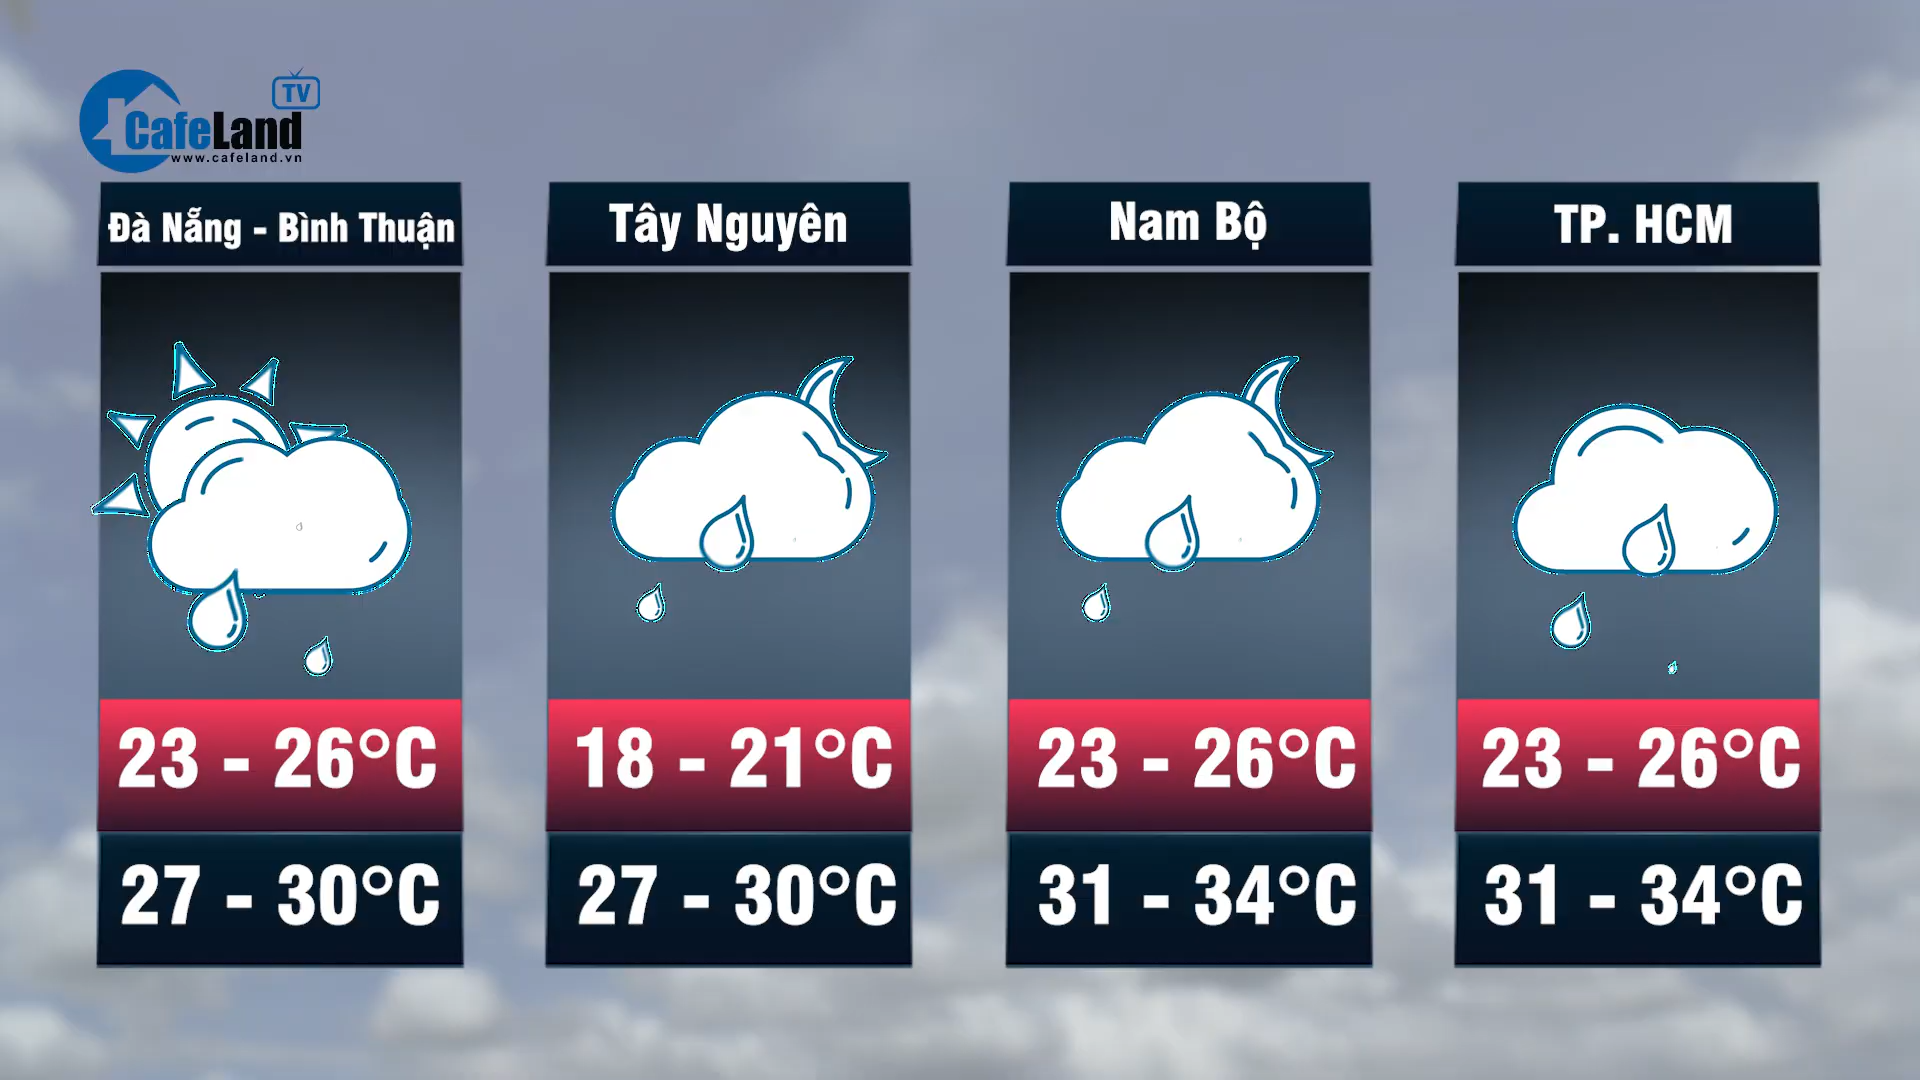 TV
CafeLand
www.cafeland.vn
Đà Nẵng - Bình Thuận
23 - 26°C
27 - 30°C
Tây Nguyên
18 - 21°C
27 - 30°C
Nam Bộ
23 - 26°C
31 - 34°C
TP. HCM
23 - 26°C
31 - 34°C